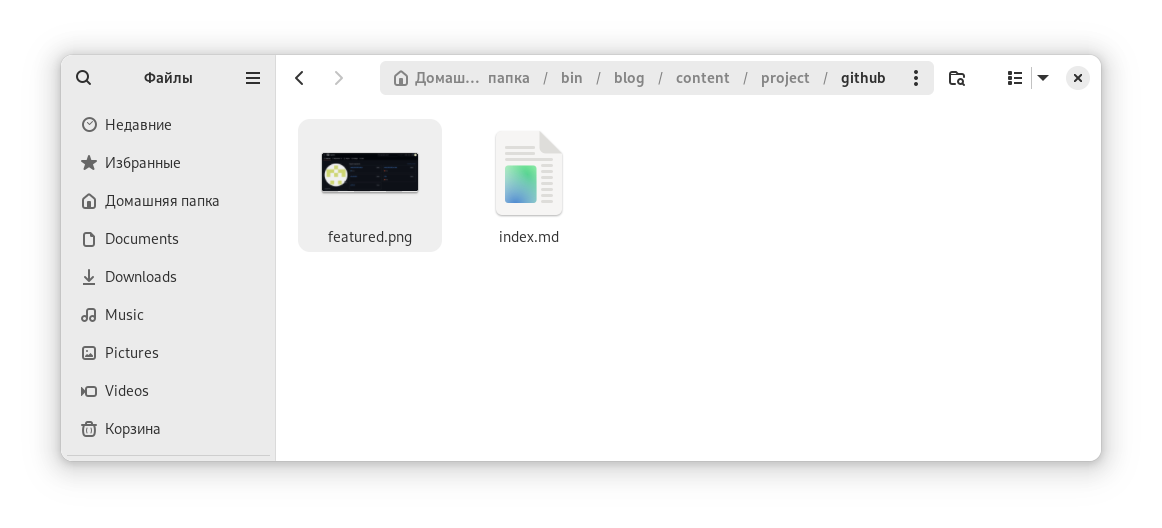 Файлы
Домаш... папка / bin / blog / content / project / github
Недавние
Избранные
Домашняя папка
Documents
Downloads
Music
Pictures
Videos
Корзина
featured.png
index.md